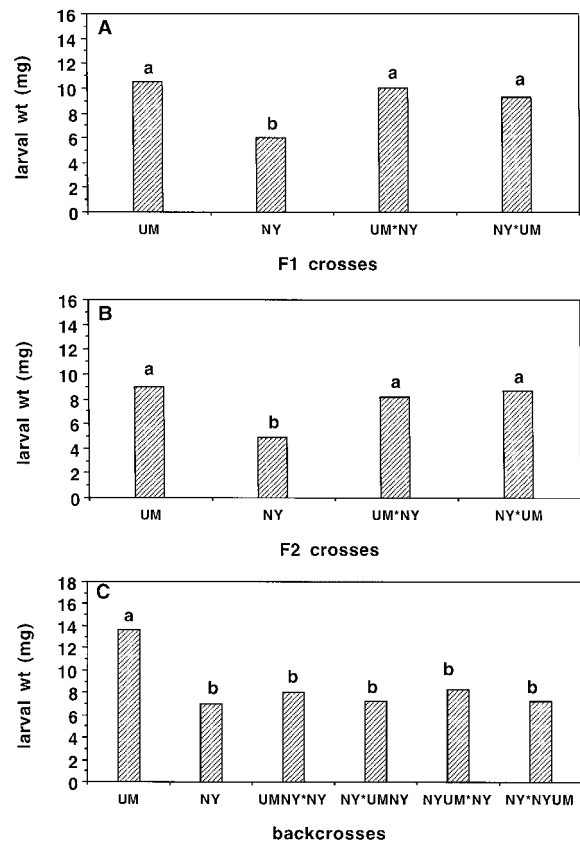 A
larval wt (mg)
16
14
12
10
8
6
4
2
0
a
b
a
a
UM NY UM*NY NY*UM
F1 crosses
B
larval wt (mg)
16
14
12
10
8
6
4
2
0
a
b
a
a
UM NY UM*NY NY*UM
F2 crosses
C
larval wt (mg)
18
16
14
12
10
8
6
4
2
0
a
b
b
b
b
b
UM NY UMNY*NY NY*UMNY NYUM*NY NY*NYUM
backcrosses